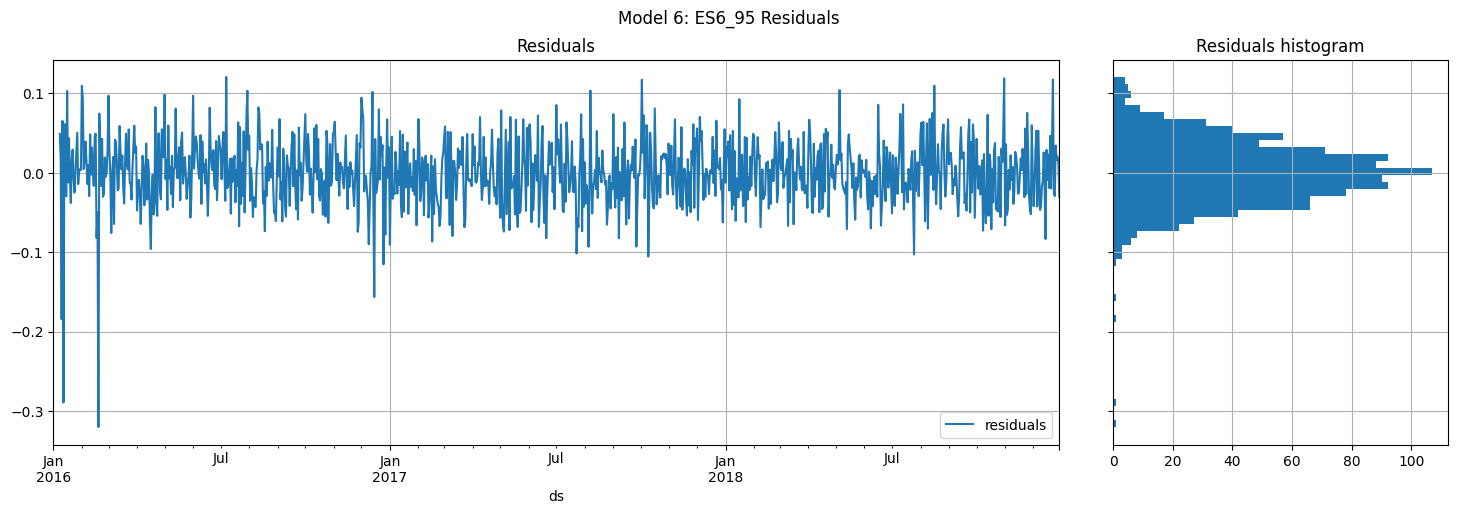 Model 6: ES6_95 Residuals
Residuals
Residuals histogram
0.1
0.0
−0.1
−0.2
−0.3
residuals
Jan
2016
Jul
Jan
2017
Jul
Jan
2018
Jul
ds
0
20
40
60
80
100